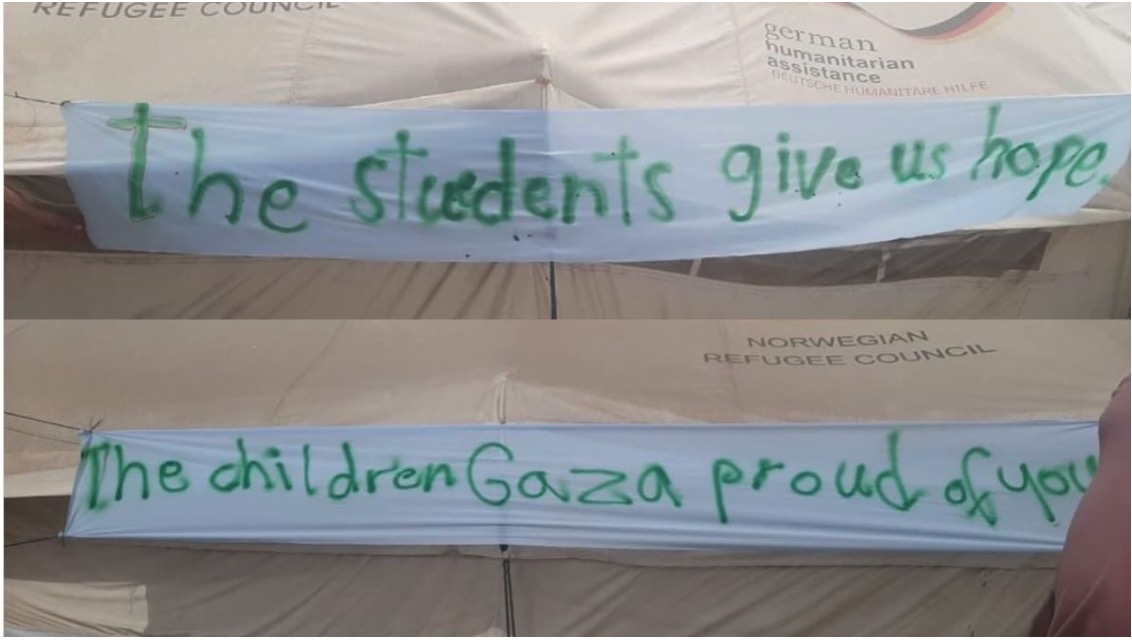 REFUGEE COUNCIL
german
humanitarian
assistance
DEUTSCHE HUMANITÄRE HILFE
The students give us hope.
NORWEGIAN
REFUGEE COUNCIL
The children Gaza proud of you